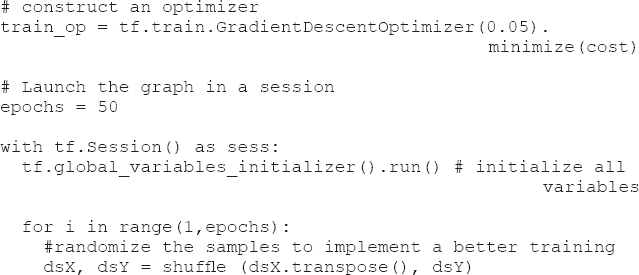 # construct an optimizer
train_op = tf.train.GradientDescentOptimizer(0.05).
minimize(cost)
# Launch the graph in a session
epochs = 50
with tf.Session() as sess:
tf.global_variables_initializer().run() # initialize all
variables
for i in range(1,epochs):
#randomize the samples to implement a better training
dsX, dsY = shuffle (dsX.transpose(), dsY)